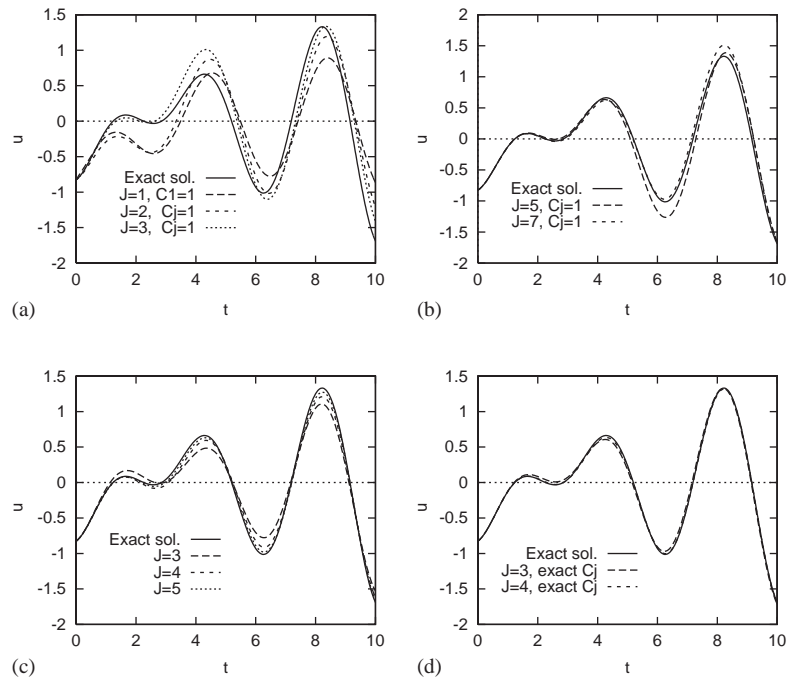 1.5
1
0.5
0
-0.5
-1
-1.5
-2
u
Exact sol.
J=1, C1=1
J=2, Cj=1
J=3, Cj=1
0 2 4 6 8 10
t
(a)
2
1.5
1
0.5
0
-0.5
-1
-1.5
-2
u
Exact sol.
J=5, Cj=1
J=7, Cj=1
0 2 4 6 8 10
t
(b)
1.5
1
0.5
0
-0.5
-1
-1.5
-2
u
Exact sol.
J=3
J=4
J=5
0 2 4 6 8 10
t
(c)
1.5
1
0.5
0
-0.5
-1
-1.5
-2
u
Exact sol.
J=3, exact Cj
J=4, exact Cj
0 2 4 6 8 10
t
(d)